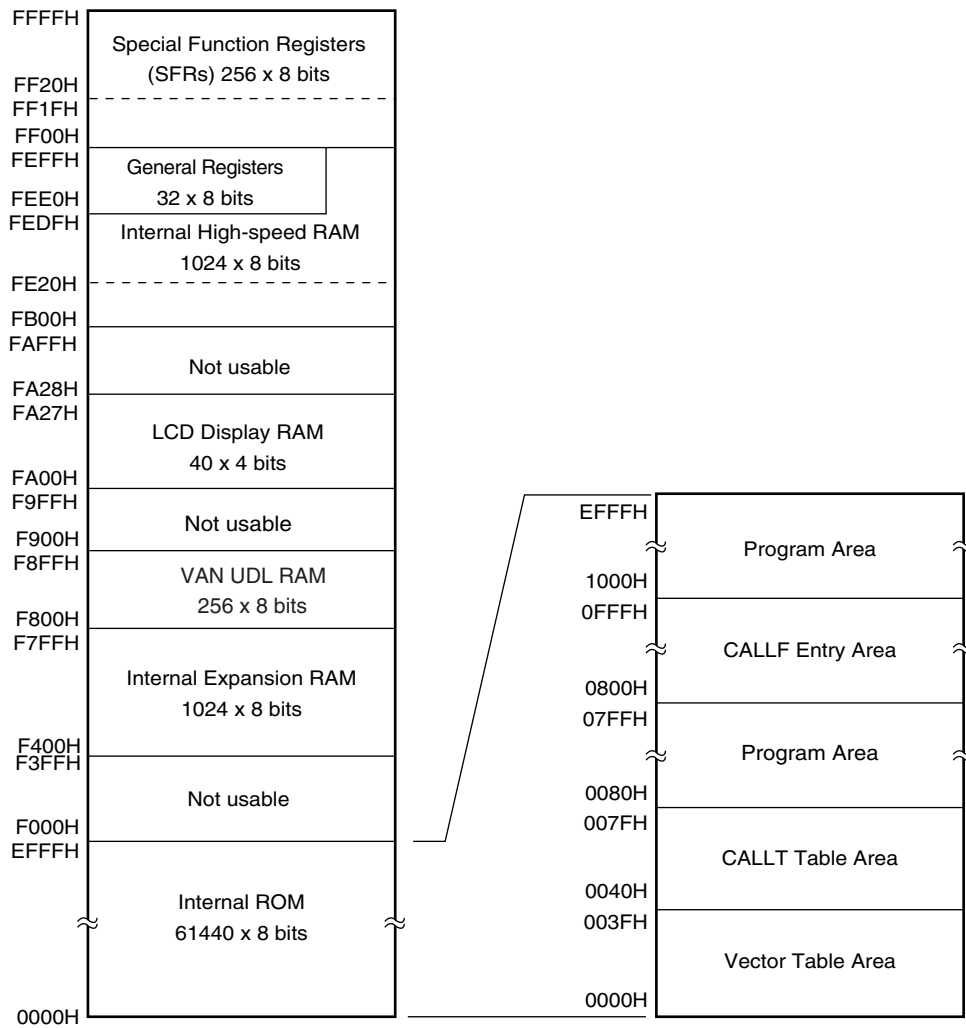 FFFFH
Special Function Registers
(SFRs) 256 x 8 bits
FF20H
FF1FH
FF00H
FEFFH
General Registers
32 x 8 bits
FEE0H
FEDFH
Internal High-speed RAM
1024 x 8 bits
FE20H
FB00H
FAFFH
Not usable
FA28H
FA27H
LCD Display RAM
40 x 4 bits
FA00H
F9FFH
Not usable
F900H
F8FFH
VAN UDL RAM
256 x 8 bits
F800H
F7FFH
Internal Expansion RAM
1024 x 8 bits
F400H
F3FFH
Not usable
F000H
EFFFH
Internal ROM
61440 x 8 bits
0000H
EFFFH
Program Area
1000H
0FFFH
CALLF Entry Area
0800H
07FFH
Program Area
0080H
007FH
CALLT Table Area
0040H
003FH
Vector Table Area
0000H